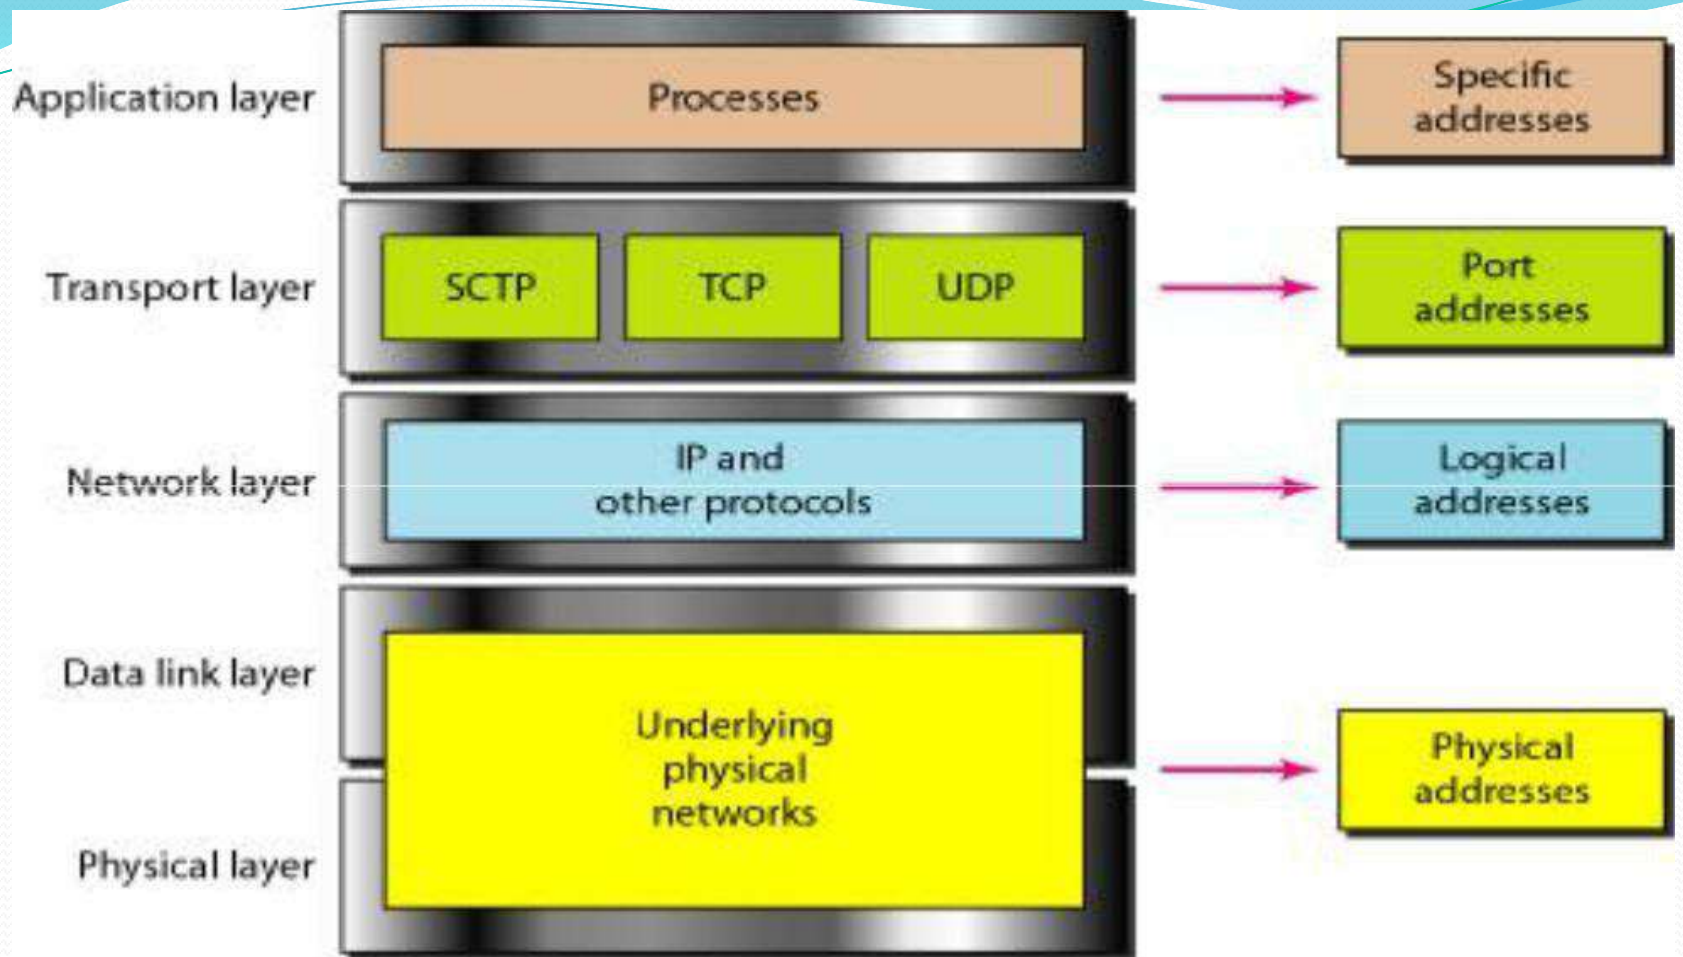 Application layer
Processes
Specific
addresses
Transport layer
SCTP
TCP
UDP
Port
addresses
Network layer
IP and
other protocols
Logical
addresses
Data link layer
Underlying
physical
networks
Physical
addresses
Physical layer